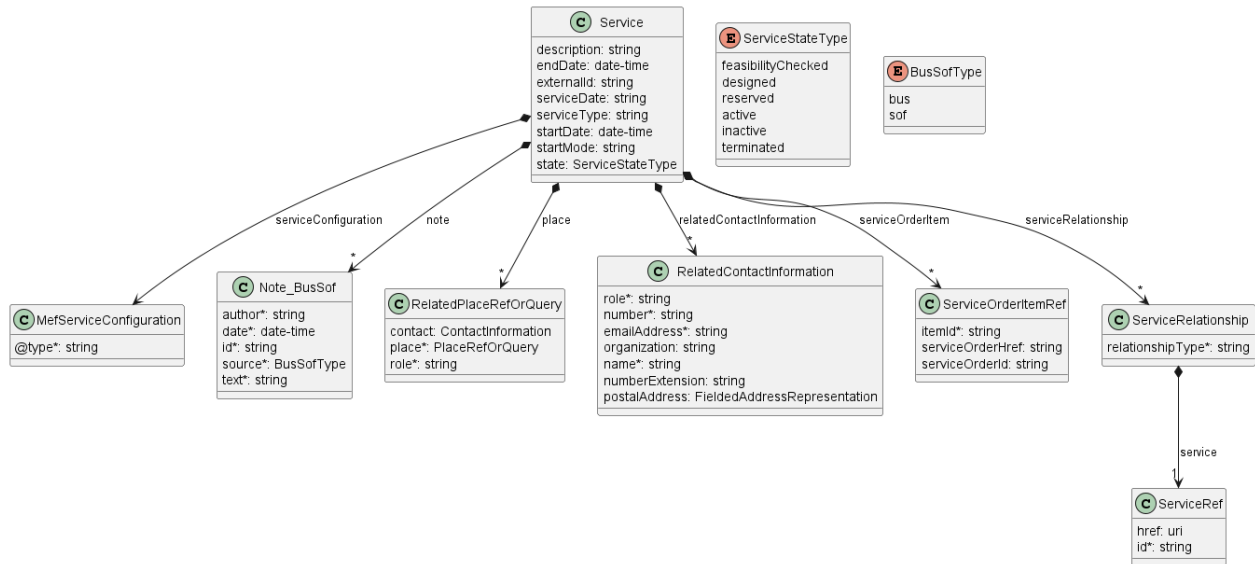 C Service
description: string
endDate: date-time
externalId: string
serviceDate: string
serviceType: string
startDate: date-time
startMode: string
state: ServiceStateType
E ServiceStateType
feasibilityChecked
designed
reserved
active
inactive
terminated
E BusSofType
bus
sof
serviceConfiguration
note
*
place
*
relatedContactInformation
*
serviceOrderItem
*
serviceRelationship
*
C MefServiceConfiguration
@type*: string
C Note_BusSof
author*: string
date*: date-time
id*: string
source*: BusSofType
text*: string
C RelatedPlaceRefOrQuery
contact: ContactInformation
place*: PlaceRefOrQuery
role*: string
C RelatedContactInformation
role*: string
number*: string
emailAddress*: string
organization: string
name*: string
numberExtension: string
postalAddress: FieldedAddressRepresentation
C ServiceOrderItemRef
itemId*: string
serviceOrderHref: string
serviceOrderId: string
C ServiceRelationship
relationshipType*: string
service
1
C ServiceRef
href: uri
id*: string